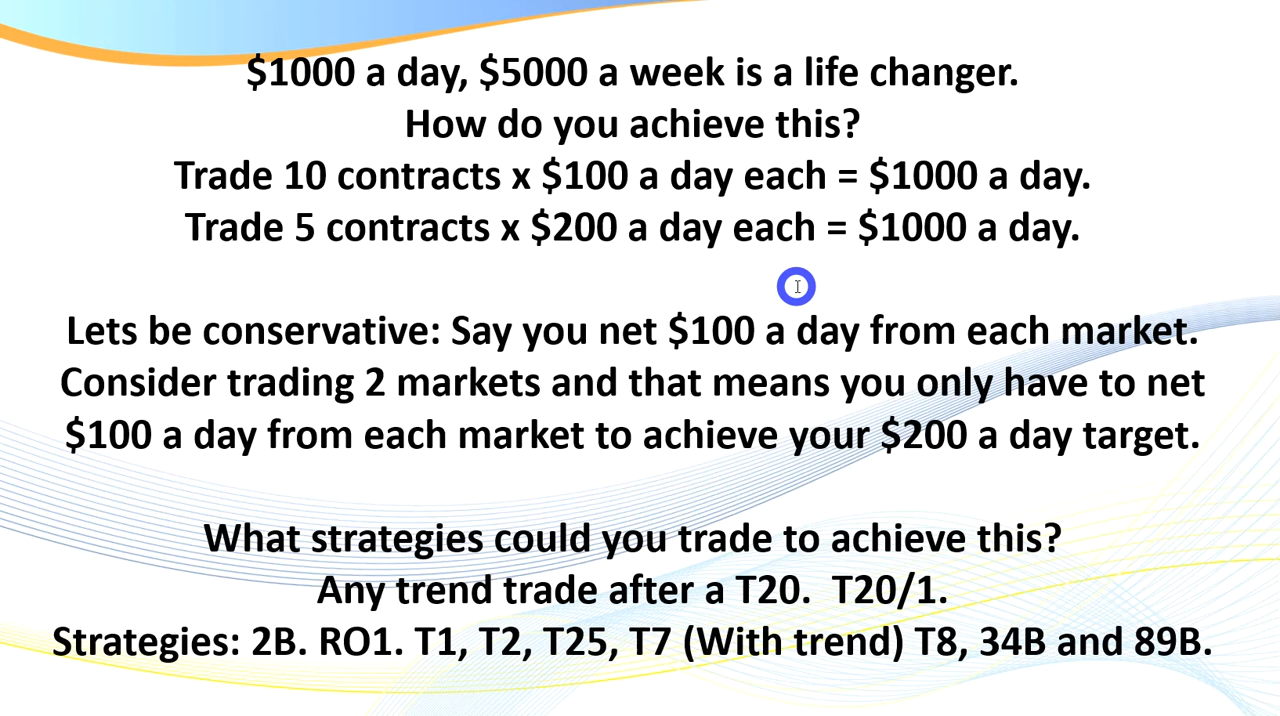 $1000 a day, $5000 a week is a life changer.
How do you achieve this?
Trade 10 contracts x $100 a day each = $1000 a day.
Trade 5 contracts x $200 a day each = $1000 a day.
Lets be conservative: Say you net $100 a day from each market.
Consider trading 2 markets and that means you only have to net
$100 a day from each market to achieve your $200 a day target.
What strategies could you trade to achieve this?
Any trend trade after a T20.  T20/1.
Strategies: 2B. RO1. T1, T2, T25, T7 (With trend) T8, 34B and 89B.